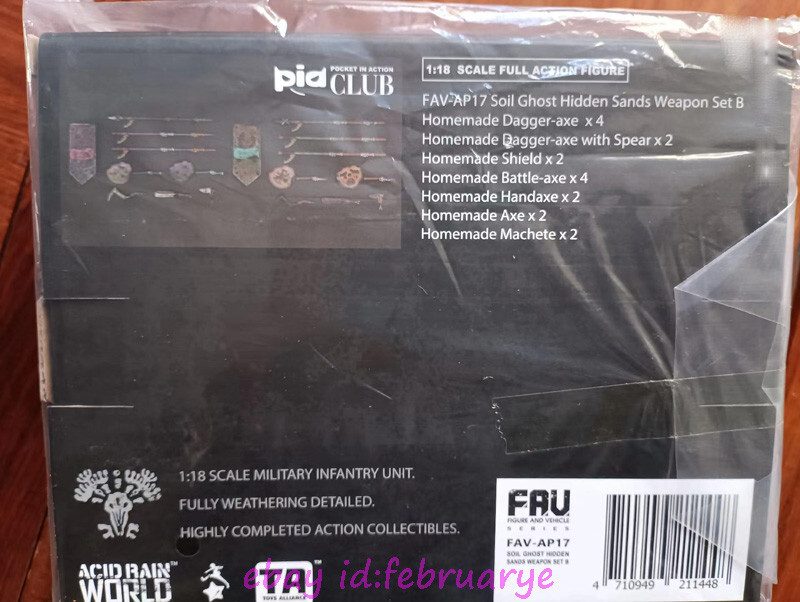 POCKET IN ACTION
pia CLUB
1:18 SCALE FULL ACTION FIGURE
FAV-AP17 Soil Ghost Hidden Sands Weapon Set B
Homemade Dagger-axe x 4
Homemade Dagger-axe with Spear x 2
Homemade Shield x 2
Homemade Battle-axe x 4
Homemade Handaxe x 2
Homemade Axe x 2
Homemade Machete x 2
1:18 SCALE MILITARY INFANTRY UNIT.
FULLY WEATHERING DETAILED.
HIGHLY COMPLETED ACTION COLLECTIBLES.
FAV
FIGURE AND VEHICLE
SERIES
FAV-AP17
SOIL GHOST HIDDEN
SANDS WEAPON SET B
4 710949 211448
ACID RAIN™
WORLD
TA™
TOYS ALLIANCE
ebay id:februarye